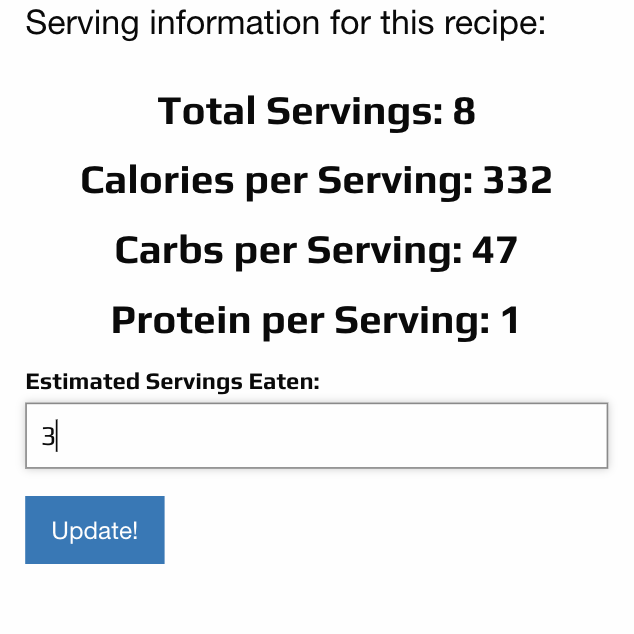 Serving information for this recipe:
Total Servings: 8
Calories per Serving: 332
Carbs per Serving: 47
Protein per Serving: 1
Estimated Servings Eaten:
3
Update!